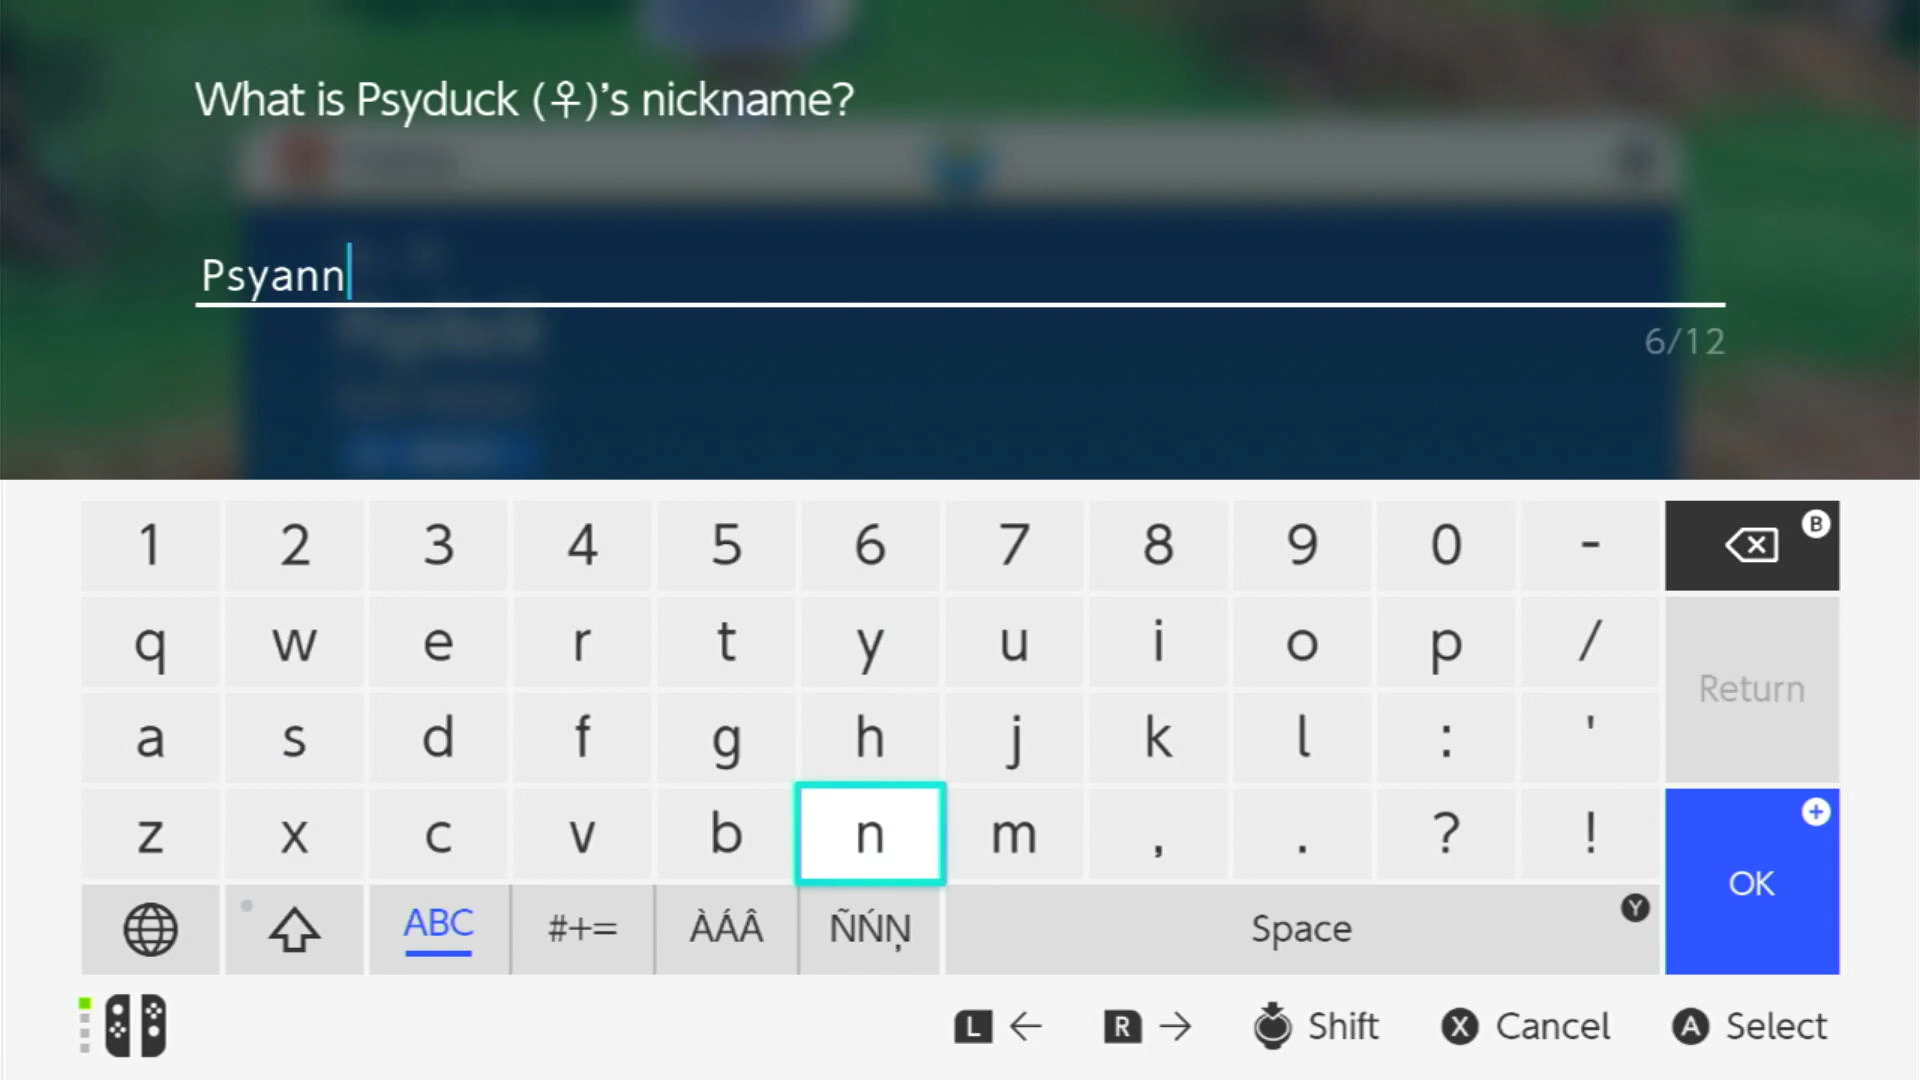 What is Psyduck (♀)'s nickname?
Psyann
6/12
1 2 3 4 5 6 7 8 9 0 - B
q w e r t y u i o p /
Return
a s d f g h j k l : '
z x c v b n m , . ? ! +
OK
ABC #+= ÀÁÂ ÑŃŅ Space Y
L ← R → Shift X Cancel A Select